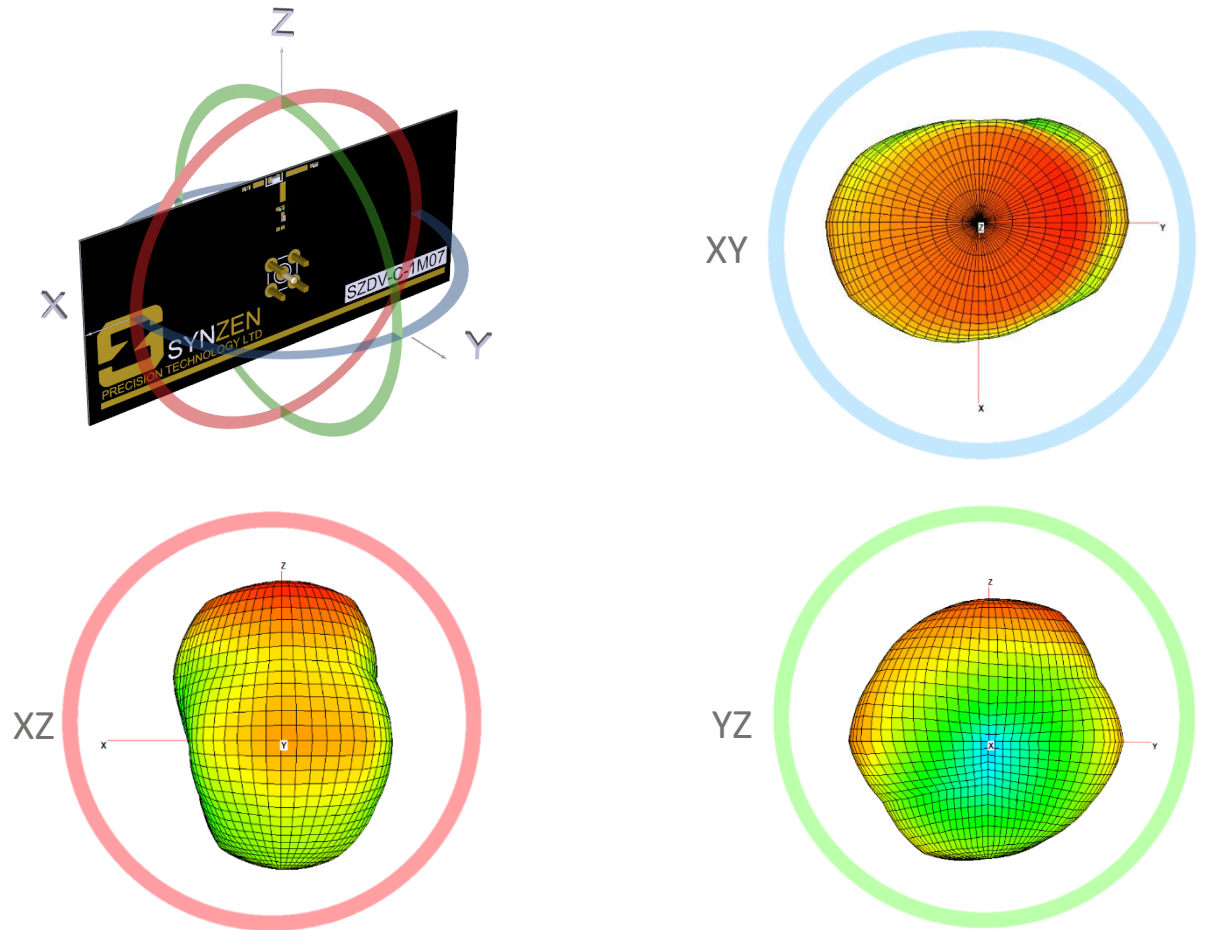 Z
X
Y
SYNZEN
PRECISION TECHNOLOGY LTD
SZDV-C-1M07
XY
Z
Y
X
XZ
Z
X
Y
YZ
Z
X
Y